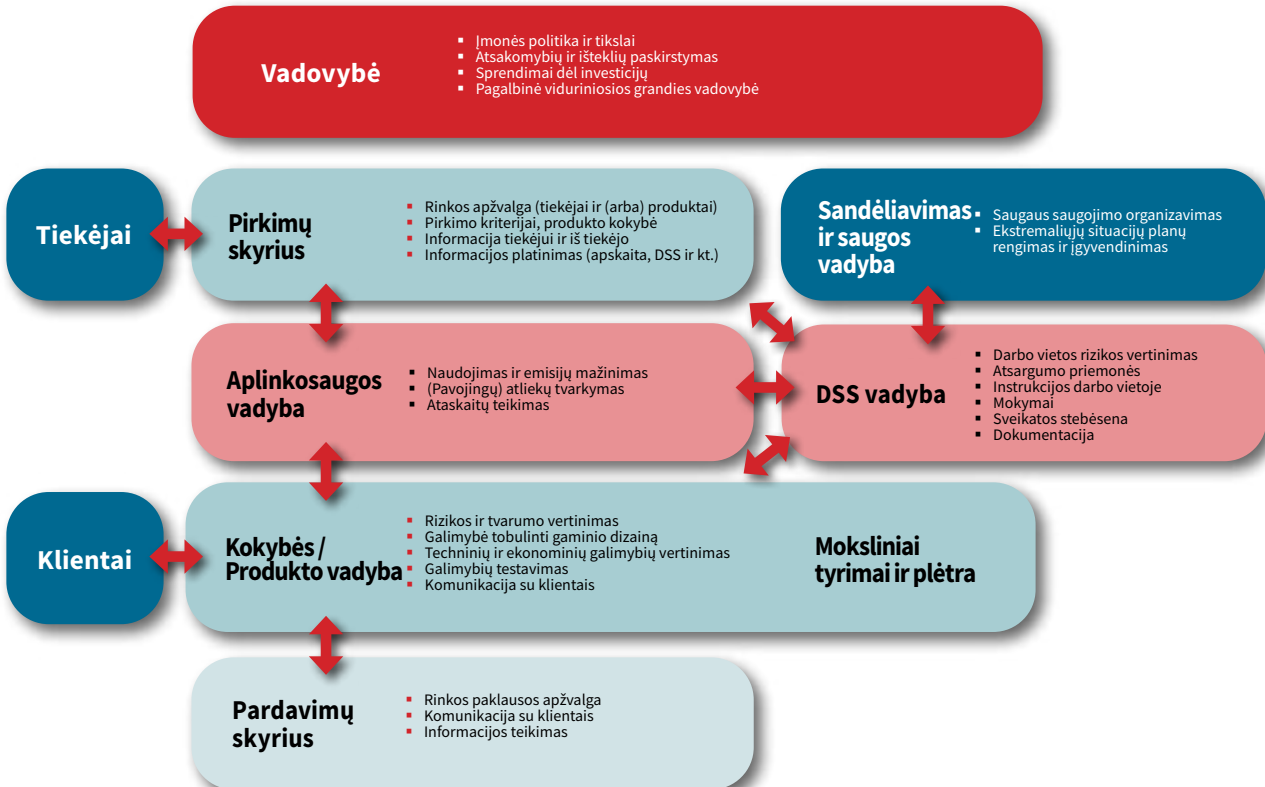 Vadovybė
▪ Įmonės politika ir tikslai
▪ Atsakomybių ir išteklių paskirstymas
▪ Sprendimai dėl investicijų
▪ Pagalbinė viduriniosios grandies vadovybė
Tiekėjai
Pirkimų
skyrius
▪ Rinkos apžvalga (tiekėjai ir (arba) produktai)
▪ Pirkimo kriterijai, produkto kokybė
▪ Informacija tiekėjui ir iš tiekėjo
▪ Informacijos platinimas (apskaita, DSS ir kt.)
Sandėliavimas
ir saugos
vadyba
▪ Saugaus saugojimo organizavimas
▪ Ekstremaliųjų situacijų planų
rengimas ir įgyvendinimas
Aplinkosaugos
vadyba
▪ Naudojimas ir emisijų mažinimas
▪ (Pavojingų) atliekų tvarkymas
▪ Ataskaitų teikimas
DSS vadyba
▪ Darbo vietos rizikos vertinimas
▪ Atsargumo priemonės
▪ Instrukcijos darbo vietoje
▪ Mokymai
▪ Sveikatos stebėsena
▪ Dokumentacija
Klientai
Kokybės /
Produkto vadyba
▪ Rizikos ir tvarumo vertinimas
▪ Galimybė tobulinti gaminio dizainą
▪ Techninių ir ekonominių galimybių vertinimas
▪ Galimybių testavimas
▪ Komunikacija su klientais
Moksliniai
tyrimai ir plėtra
Pardavimų
skyrius
▪ Rinkos paklausos apžvalga
▪ Komunikacija su klientais
▪ Informacijos teikimas